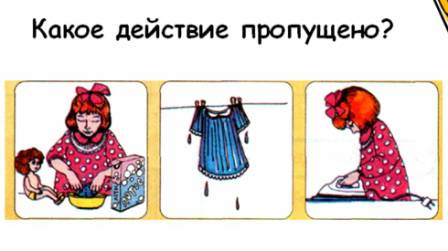 Какое действие пропущено?